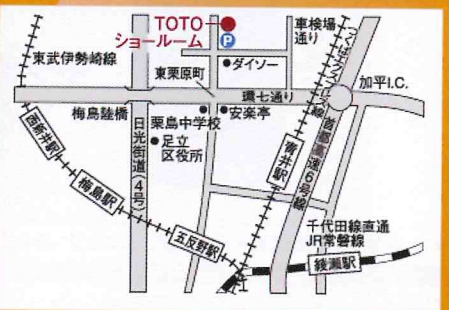 TOTO
ショールーム
P
車検場
通り
つくばエクスプレス線
東武伊勢崎線
ダイソー
東栗原町
加平I.C.
環七通り
梅島陸橋
栗島中学校
安楽亭
足立
区役所
西新井駅
日光街道(4号)
青井駅
首都高速6号線
梅島駅
五反野駅
千代田線直通
JR常磐線
綾瀬駅